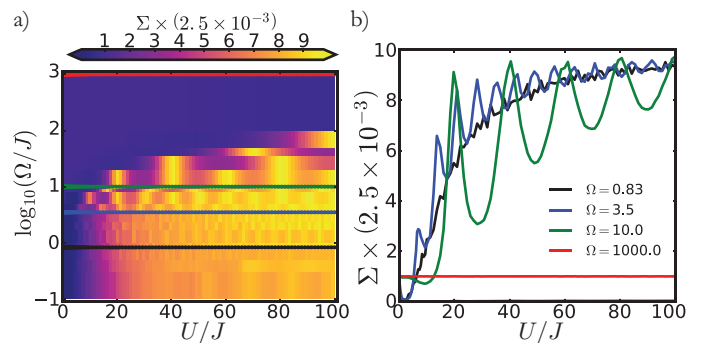 a)
Σ × (2.5 × 10⁻³)
1 2 3 4 5 6 7 8 9
3
2
1
0
−1
log₁₀(Ω/J)
0 20 40 60 80 100
U/J
b)
10
8
6
4
2
0
Σ × (2.5 × 10⁻³)
Ω = 0.83
Ω = 3.5
Ω = 10.0
Ω = 1000.0
0 20 40 60 80 100
U/J